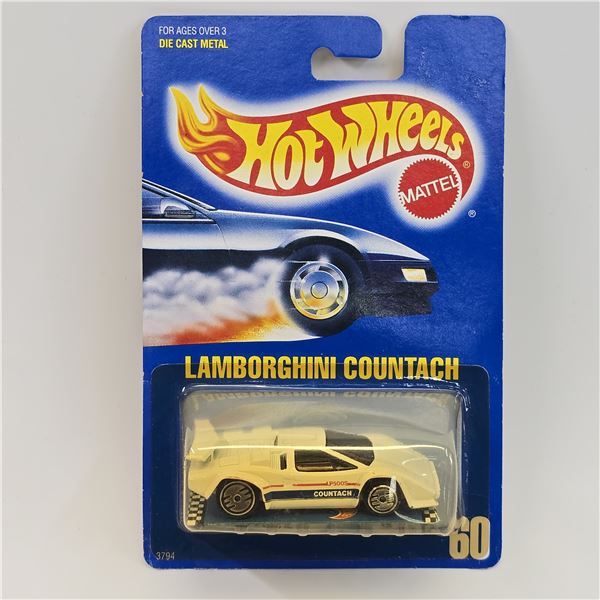 FOR AGES OVER 3
DIE CAST METAL
HOT WHEELS ®
MATTEL
®
LAMBORGHINI COUNTACH
LP500S
COUNTACH
60
3794